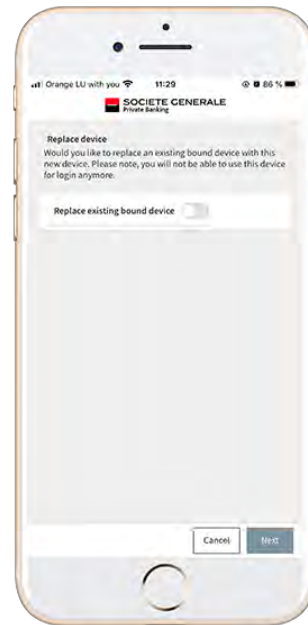 Orange LU with you 11:29 86 %
SOCIETE GENERALE
Private Banking
Replace device
Would you like to replace an existing bound device with this
new device. Please note, you will not be able to use this device
for login anymore.
Replace existing bound device
Cancel Next